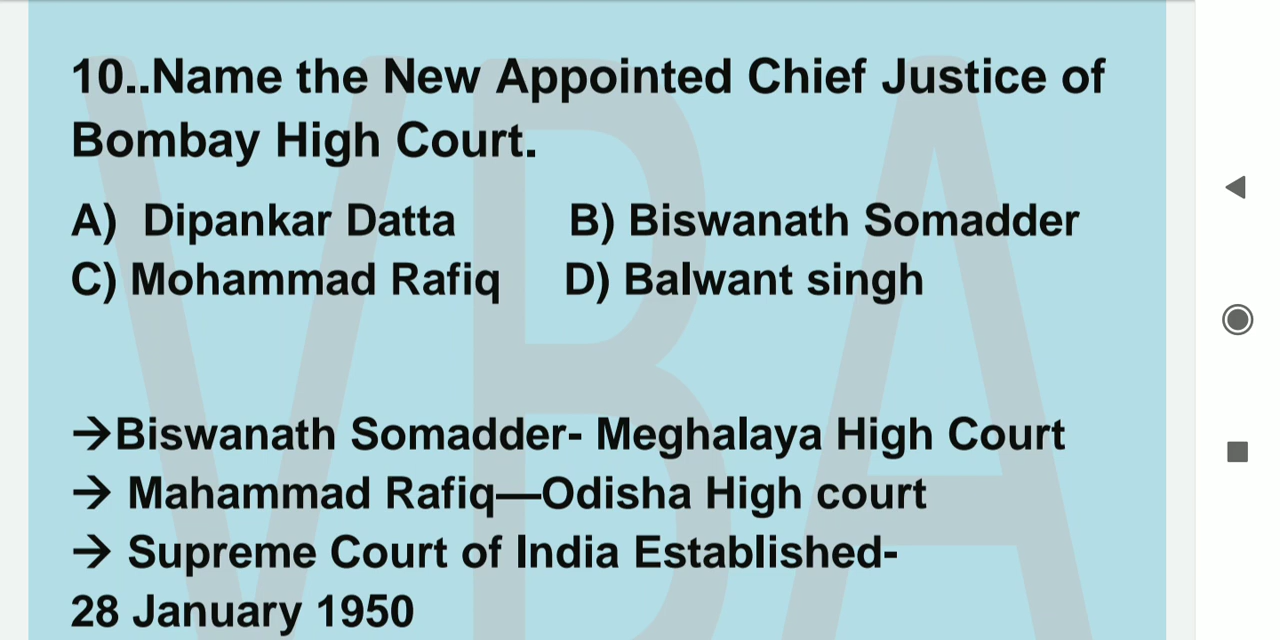 10..Name the New Appointed Chief Justice of
Bombay High Court.
A) Dipankar Datta B) Biswanath Somadder
C) Mohammad Rafiq D) Balwant singh
→Biswanath Somadder- Meghalaya High Court
→ Mahammad Rafiq—Odisha High court
→ Supreme Court of India Established-
28 January 1950
VBA